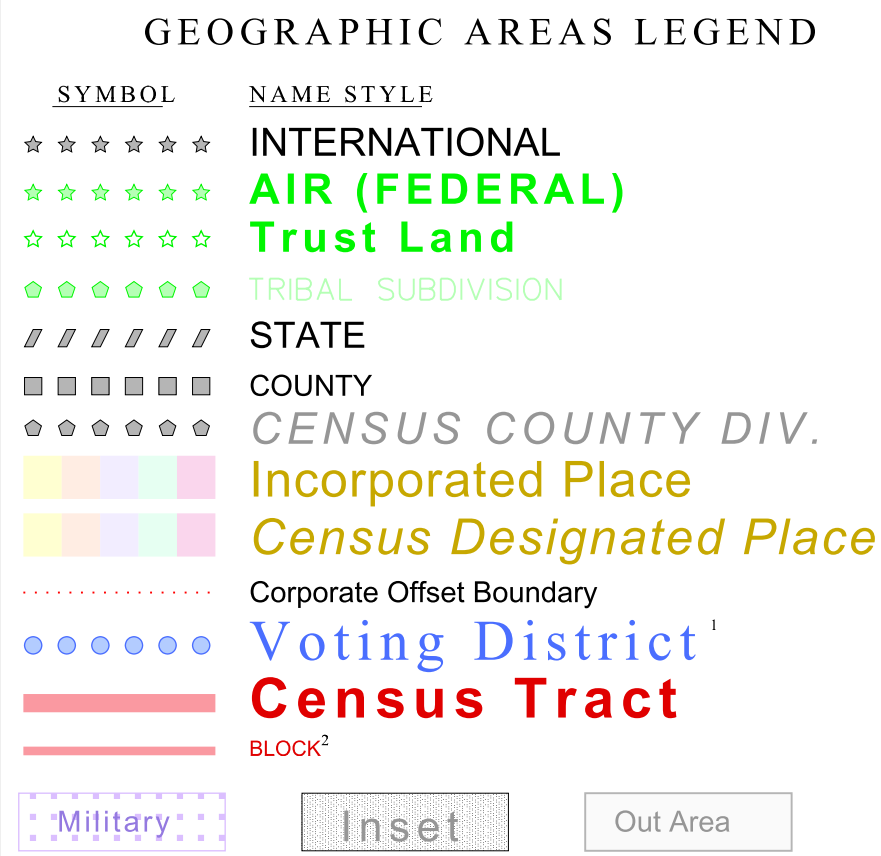 GEOGRAPHIC AREAS LEGEND
SYMBOL NAME STYLE
INTERNATIONAL
AIR (FEDERAL)
Trust Land
TRIBAL SUBDIVISION
STATE
COUNTY
CENSUS COUNTY DIV.
Incorporated Place
Census Designated Place
Corporate Offset Boundary
Voting District 1
Census Tract
BLOCK2
Military Inset Out Area